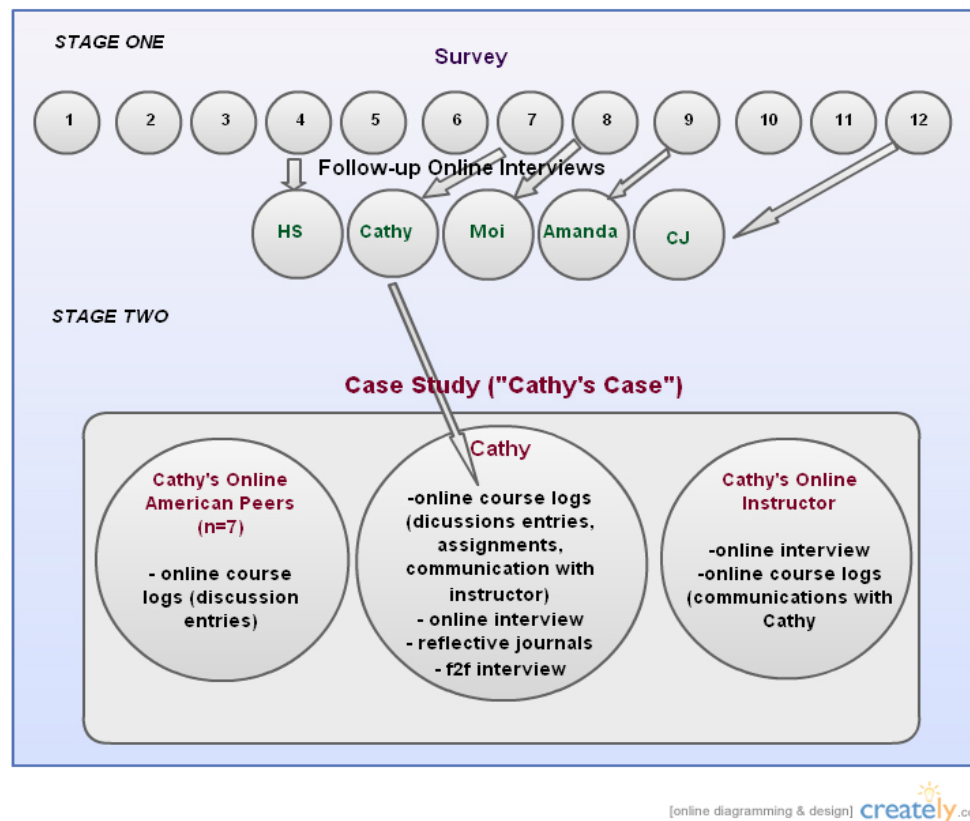 STAGE ONE
Survey
1 2 3 4 5 6 7 8 9 10 11 12
Follow-up Online Interviews
HS Cathy Moi Amanda CJ
STAGE TWO
Case Study ("Cathy's Case")
Cathy's Online
American Peers
(n=7)
- online course
logs (discussion
entries)
Cathy
-online course logs
(dicussions entries,
assignments,
communication with
instructor)
- online interview
- reflective journals
- f2f interview
Cathy's Online
Instructor
-online interview
-online course logs
(communications with
Cathy
[online diagramming & design] creately.co